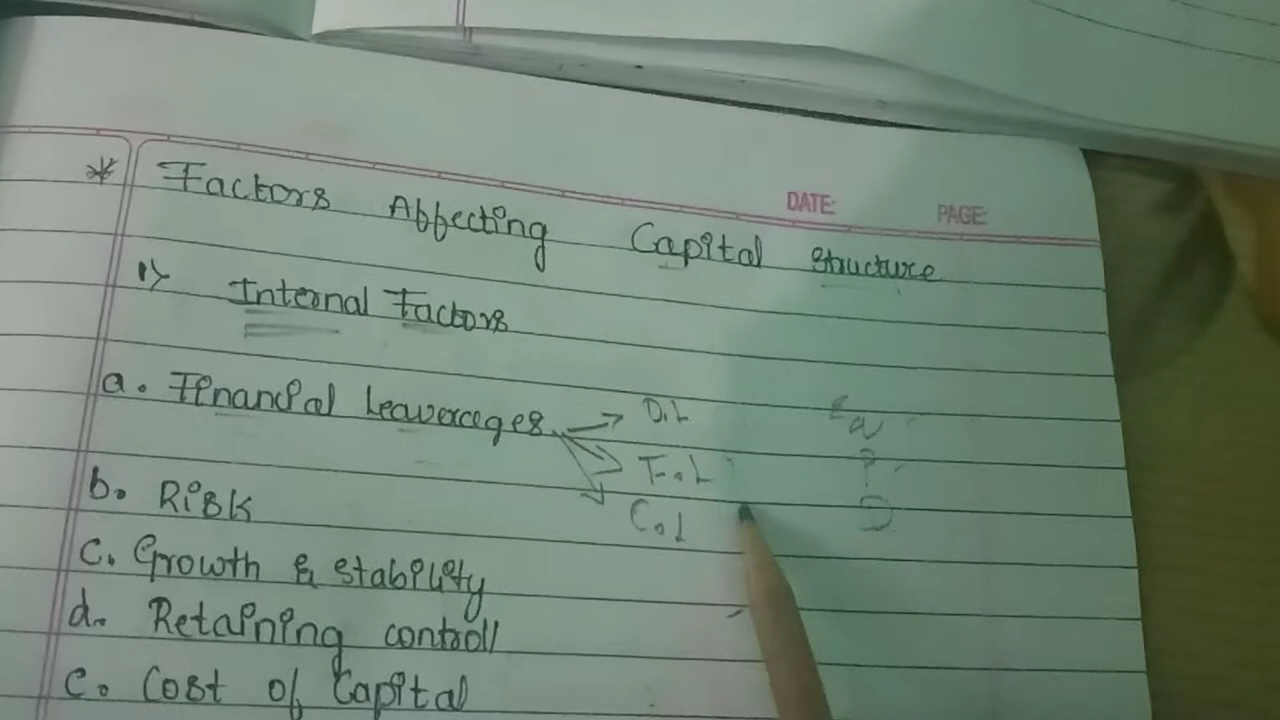 DATE: PAGE:
* Factors Affecting Capital Structure
1> Internal Factors
a. Financial Leaverages → O.L
→ F.L
→ C.L
b. Risk
c. Growth & Stability
d. Retaining controll
e. Cost of Capital